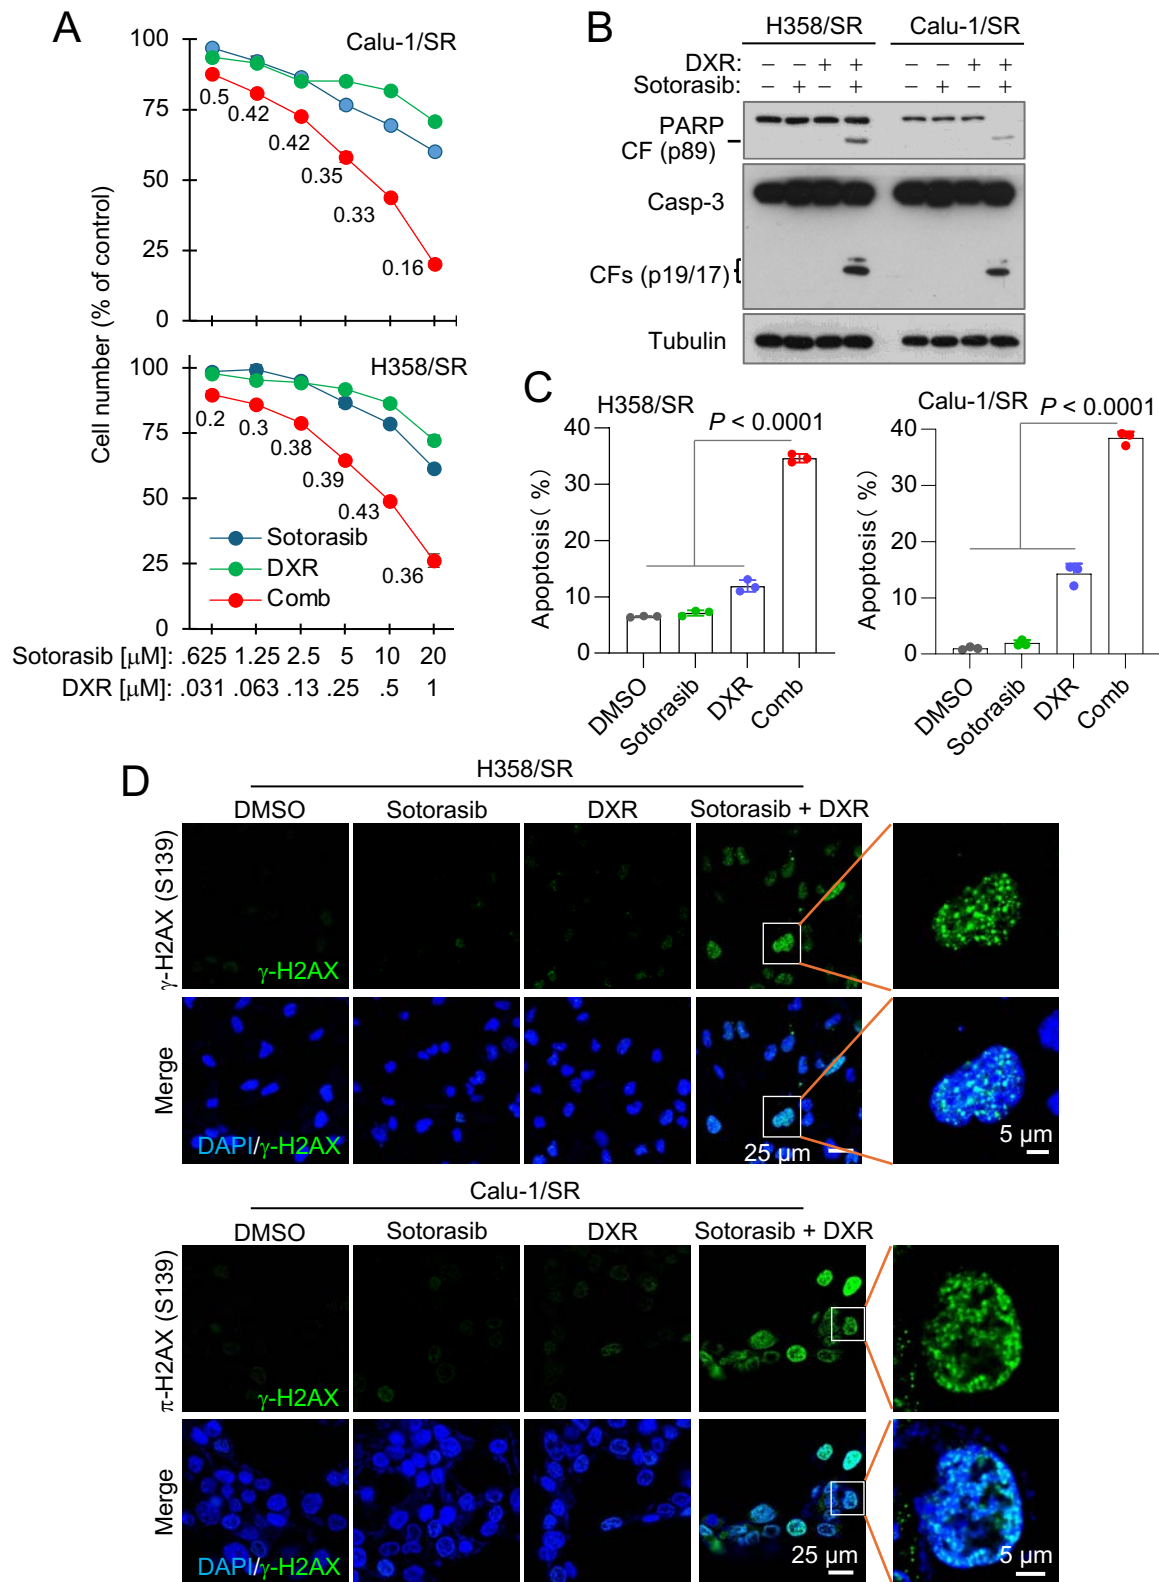 A
Calu-1/SR
100
75
50
25
0
0.5
0.42
0.42
0.35
0.33
0.16
Cell number (% of control)
H358/SR
100
75
50
25
0
0.2
0.3
0.38
0.39
0.43
0.36
Sotorasib
DXR
Comb
Sotorasib [μM]: .625 1.25 2.5 5 10 20
DXR [μM]: .031 .063 .13 .25 .5 1
B
H358/SR Calu-1/SR
DXR: − − + + − − + +
Sotorasib: − + − + − + − +
PARP
CF (p89)
Casp-3
CFs (p19/17)
Tubulin
C
H358/SR
P < 0.0001
Apoptosis( %)
40
30
20
10
0
DMSO
Sotorasib
DXR
Comb
Calu-1/SR
P < 0.0001
Apoptosis( %)
40
30
20
10
0
DMSO
Sotorasib
DXR
Comb
D
H358/SR
DMSO Sotorasib DXR Sotorasib + DXR
γ-H2AX (S139)
γ-H2AX
Merge
DAPI/γ-H2AX
25 μm
5 μm
Calu-1/SR
DMSO Sotorasib DXR Sotorasib + DXR
π-H2AX (S139)
γ-H2AX
Merge
DAPI/γ-H2AX
25 μm
5 μm